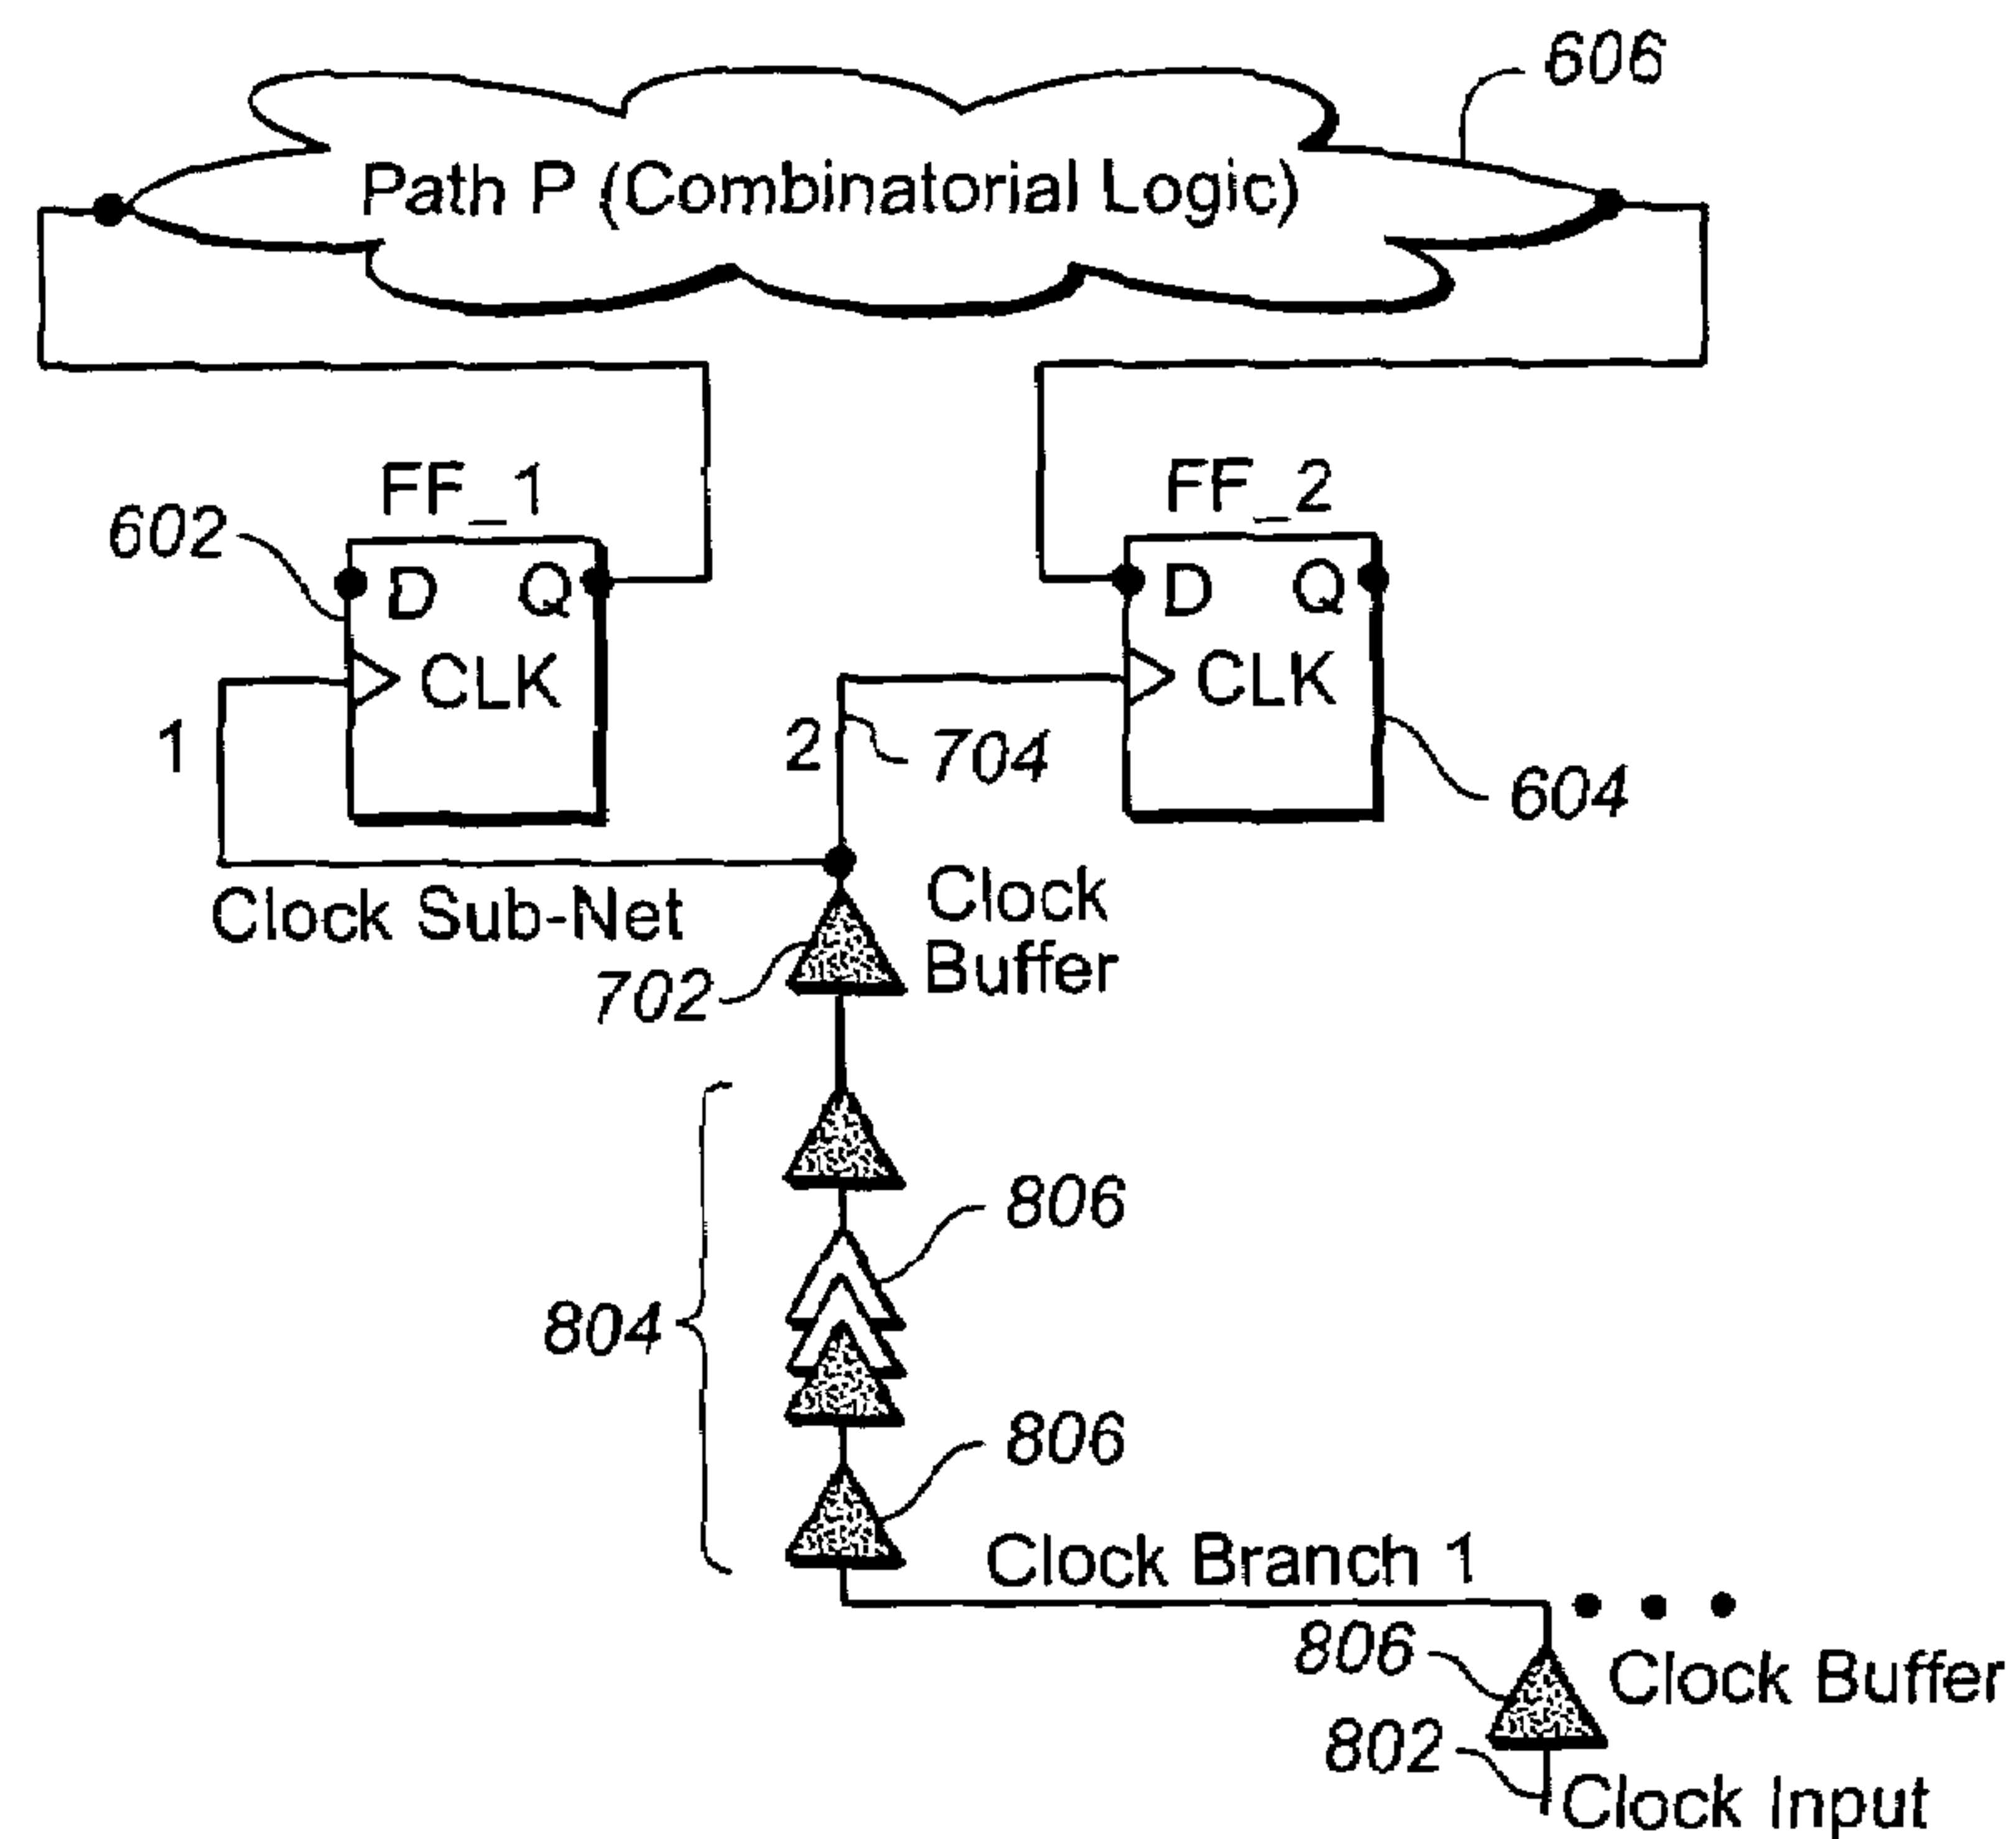 606
Path P (Combinatorial Logic)
FF_1
FF_2
602
D Q
D Q
CLK
CLK
1
2
704
604
Clock Sub-Net
Clock
Buffer
702
806
804
806
Clock Branch 1
806
Clock Buffer
802
Clock Input